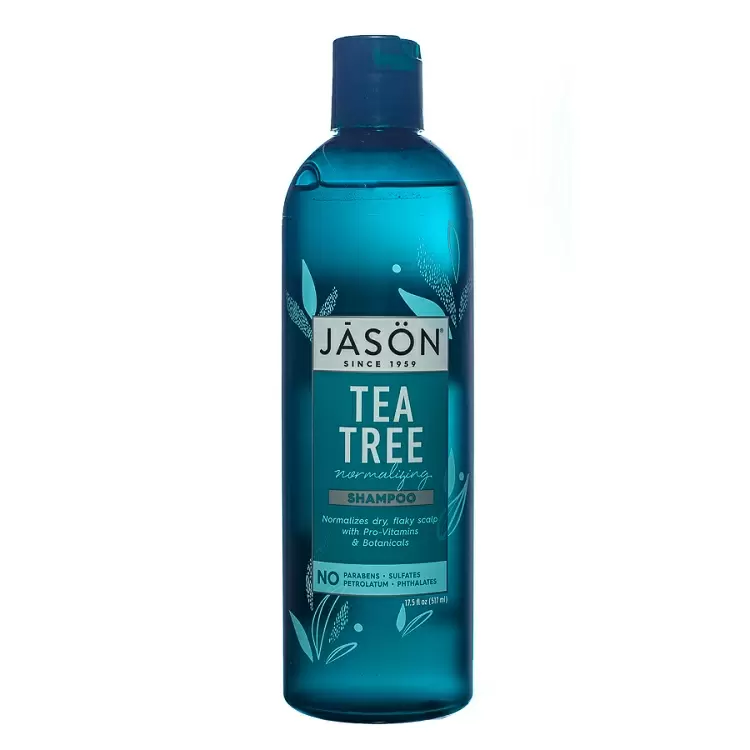 JĀSÖN®
SINCE 1959
TEA
TREE
normalizing
SHAMPOO
Normalizes dry, flaky scalp
with Pro-Vitamins
& Botanicals
NO PARABENS • SULFATES
PETROLATUM • PHTHALATES
17.5 fl oz (517 ml)